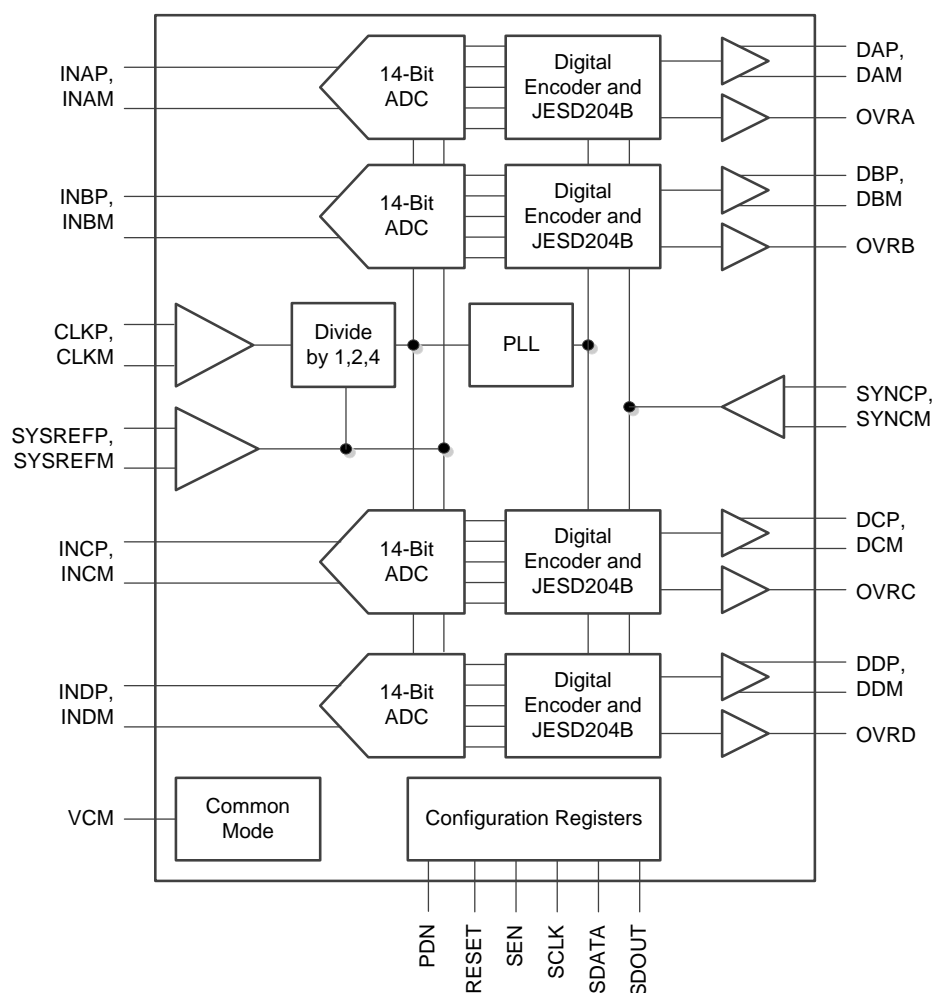 INAP,
INAM
14-Bit
ADC
Digital
Encoder and
JESD204B
DAP,
DAM
OVRA
INBP,
INBM
14-Bit
ADC
Digital
Encoder and
JESD204B
DBP,
DBM
OVRB
CLKP,
CLKM
Divide
by 1,2,4
PLL
SYNCP,
SYNCM
SYSREFP,
SYSREFM
INCP,
INCM
14-Bit
ADC
Digital
Encoder and
JESD204B
DCP,
DCM
OVRC
INDP,
INDM
14-Bit
ADC
Digital
Encoder and
JESD204B
DDP,
DDM
OVRD
VCM
Common
Mode
Configuration Registers
PDN
RESET
SEN
SCLK
SDATA
SDOUT